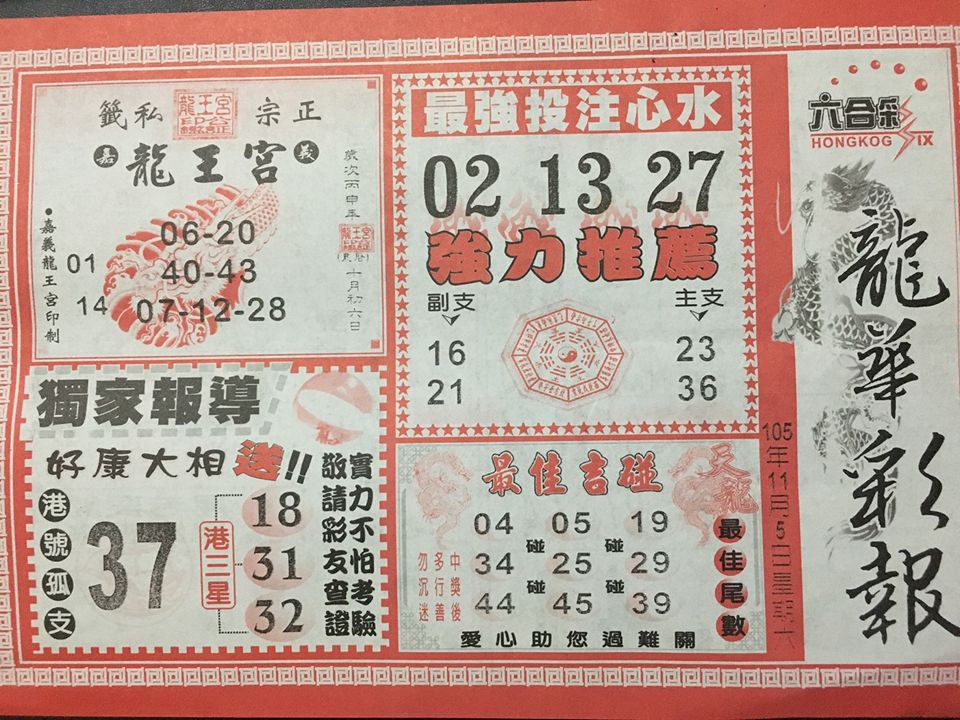 六合彩
HONGKOG SIX
龍華彩報
105年11月5日星期六
最強投注心水
02 13 27
強力推薦
副支
主支
16
21
23
36
正宗
私籤
龍王宮
嘉 龍王宮 義
歲次丙申年
十月初六日
06-20
01
40-43
14
07-12-28
●嘉義龍王宮印制
獨家報導
好康大相送!!
港號孤支
37
港三星
18
31
32
實力不怕考驗
敬請彩友查證
最佳吉碰
天龍
04 05 19
碰 碰
34 25 29
碰 碰
44 45 39
中獎後
多行善
勿沉迷
最佳尾數
愛心助您過難關